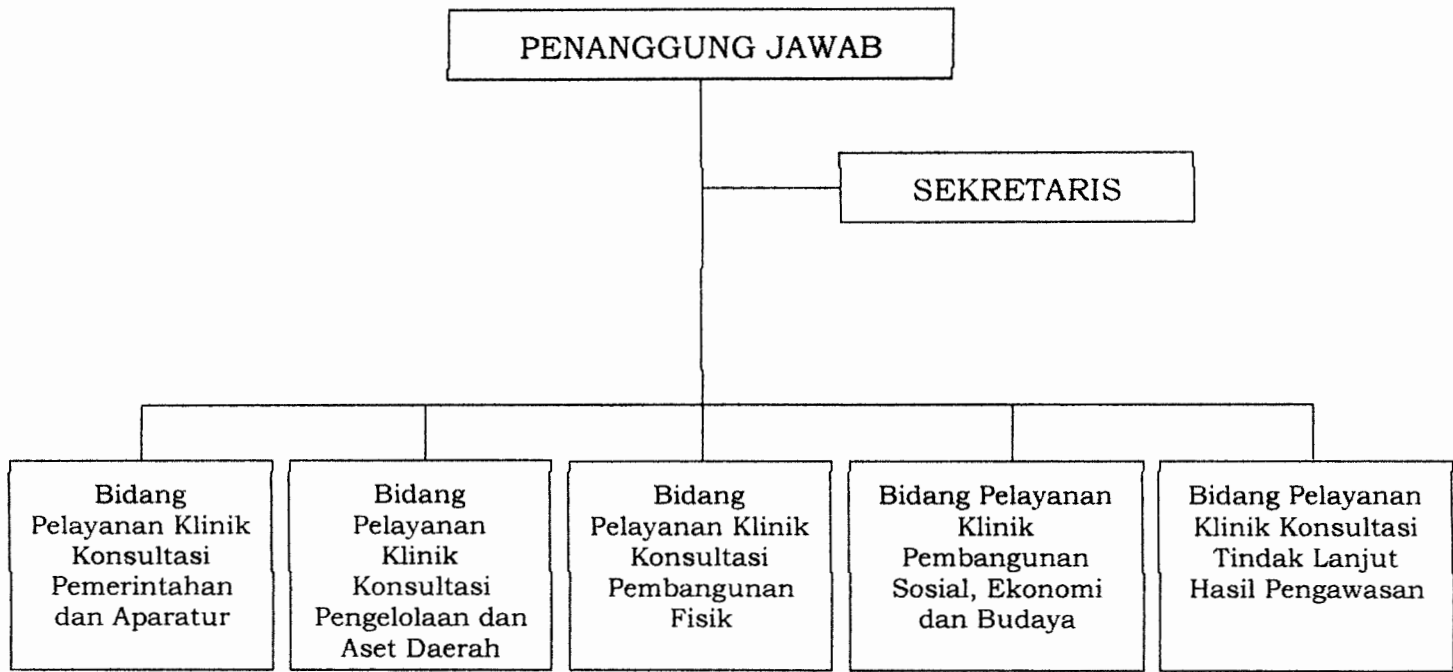 PENANGGUNG JAWAB
SEKRETARIS
Bidang
Pelayanan Klinik
Konsultasi
Pemerintahan
dan Aparatur
Bidang
Pelayanan
Klinik
Konsultasi
Pengelolaan dan
Aset Daerah
Bidang
Pelayanan Klinik
Konsultasi
Pembangunan
Fisik
Bidang Pelayanan
Klinik
Pembangunan
Sosial, Ekonomi
dan Budaya
Bidang Pelayanan
Klinik Konsultasi
Tindak Lanjut
Hasil Pengawasan